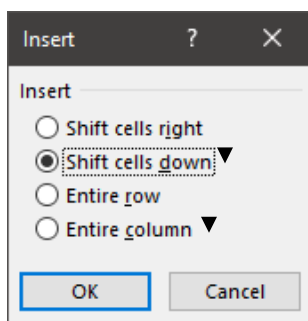 Insert ? ×
Insert
Shift cells right
Shift cells down
Entire row
Entire column
OK Cancel